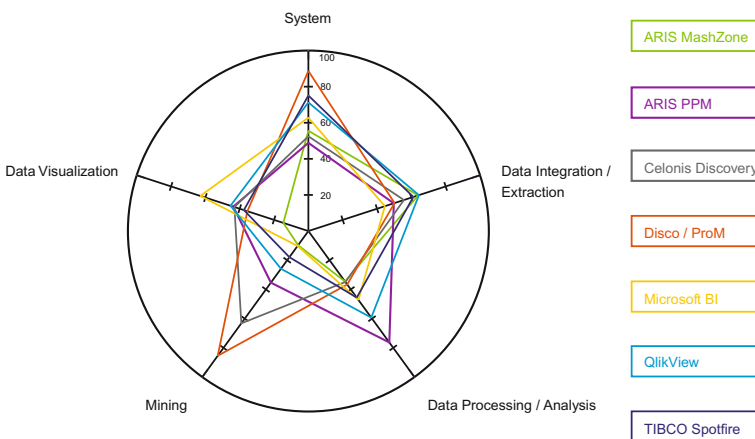 System
100
80
60
40
20
Data Visualization
Data Integration /
Extraction
Mining
Data Processing / Analysis
ARIS MashZone
ARIS PPM
Celonis Discovery
Disco / ProM
Microsoft BI
QlikView
TIBCO Spotfire